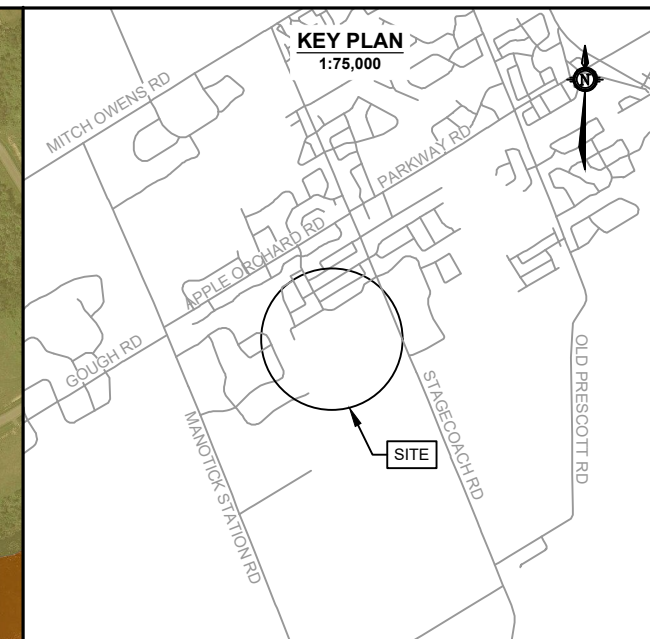 KEY PLAN
1:75,000
N
MITCH OWENS RD
PARKWAY RD
APPLE ORCHARD RD
GOUGH RD
OLD PRESCOTT RD
STAGECOACH RD
MANOTICK STATION RD
SITE